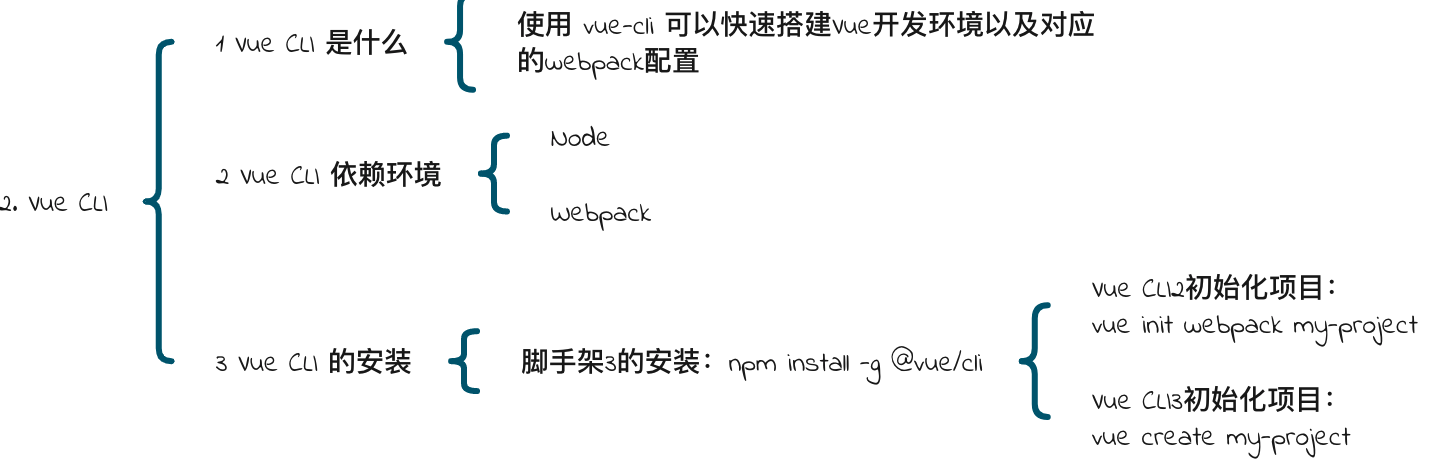 2. Vue CLI
1 Vue CLI 是什么
使用 vue-cli 可以快速搭建Vue开发环境以及对应
的webpack配置
2 Vue CLI 依赖环境
Node
Webpack
3 Vue CLI 的安装
脚手架3的安装：npm install -g @vue/cli
Vue CLI2初始化项目：
vue init webpack my-project
Vue CLI3初始化项目：
vue create my-project